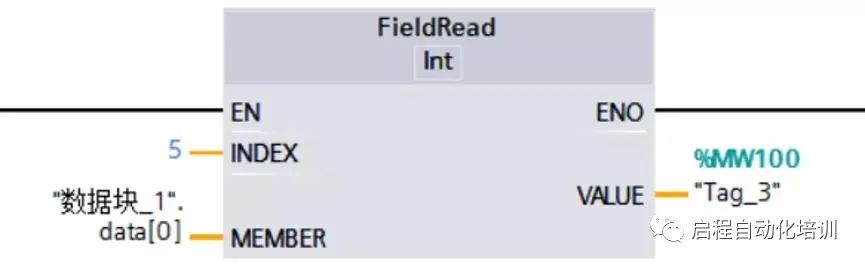 FieldRead
Int
EN
ENO
5
INDEX
%MW100
"数据块_1".
data[0]
VALUE
"Tag_3"
MEMBER
启程自动化培训